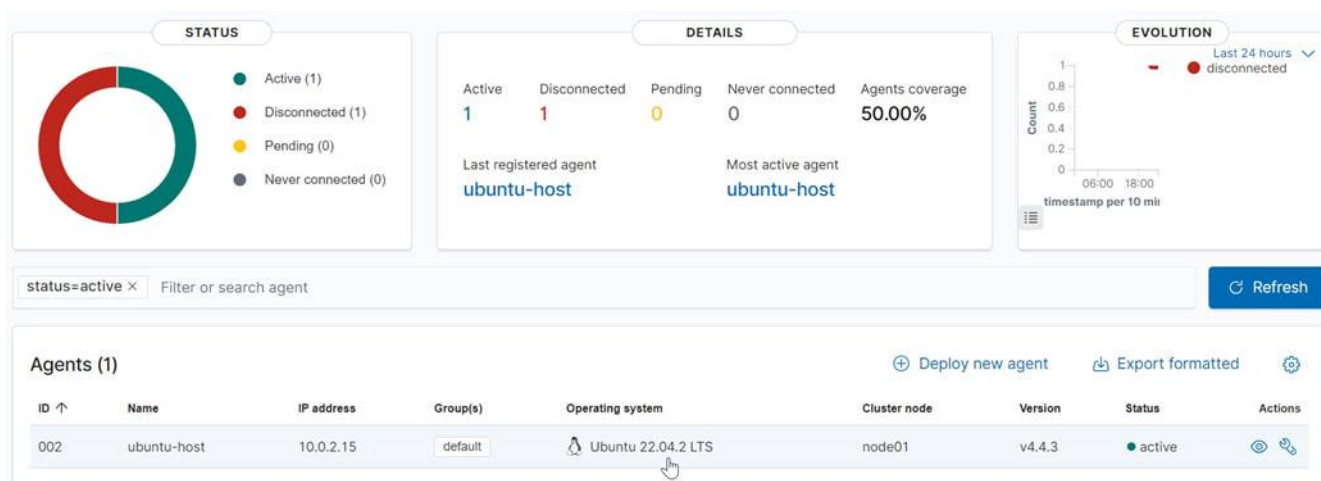 STATUS
Active (1)
Disconnected (1)
Pending (0)
Never connected (0)
DETAILS
Active Disconnected Pending Never connected Agents coverage
1 1 0 0 50.00%
Last registered agent Most active agent
ubuntu-host ubuntu-host
EVOLUTION
Last 24 hours
disconnected
1
0.8
0.6
0.4
0.2
0
Count
06:00 18:00
timestamp per 10 min
status=active × Filter or search agent Refresh
Agents (1) Deploy new agent Export formatted
ID ↑ Name IP address Group(s) Operating system Cluster node Version Status Actions
002 ubuntu-host 10.0.2.15 default Ubuntu 22.04.2 LTS node01 v4.4.3 active